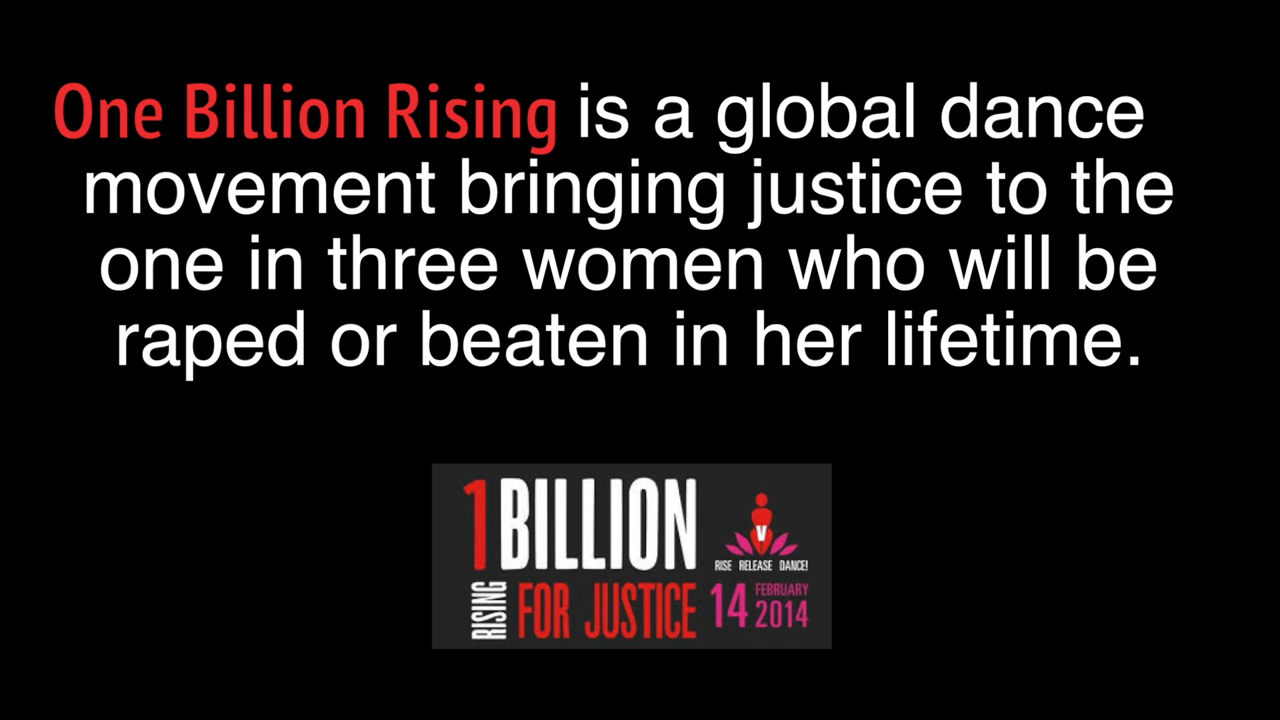 One Billion Rising is a global dance
movement bringing justice to the
one in three women who will be
raped or beaten in her lifetime.
1 BILLION
RISING
FOR JUSTICE
V
RISE RELEASE DANCE!
14 FEBRUARY
2014